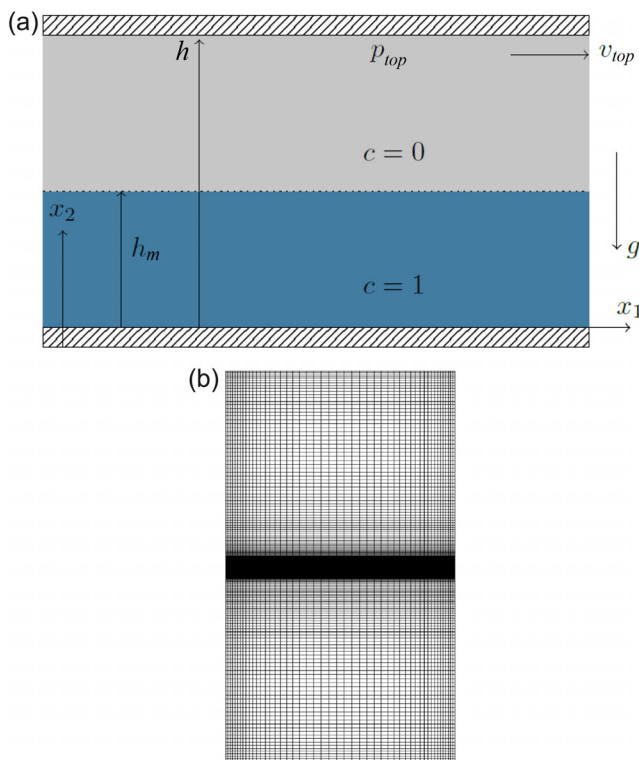 (a)
h
p_top
v_top
c = 0
x_2
h_m
g
c = 1
x_1
(b)